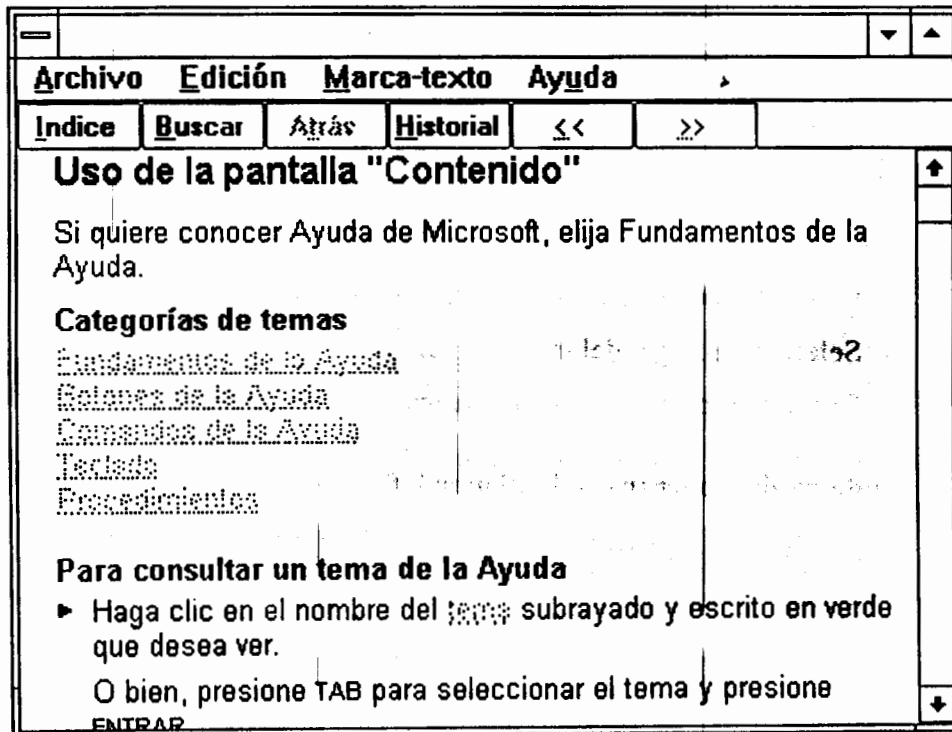 Archivo Edición Marca-texto Ayuda
Indice Buscar Atrás Historial << >>
Uso de la pantalla "Contenido"
Si quiere conocer Ayuda de Microsoft, elija Fundamentos de la
Ayuda.
Categorías de temas
Fundamentos de la Ayuda
Botones de la Ayuda
Comandos de la Ayuda
Teclado
Procedimientos
Para consultar un tema de la Ayuda
► Haga clic en el nombre del tema subrayado y escrito en verde
que desea ver.
O bien, presione TAB para seleccionar el tema y presione
ENTRAR